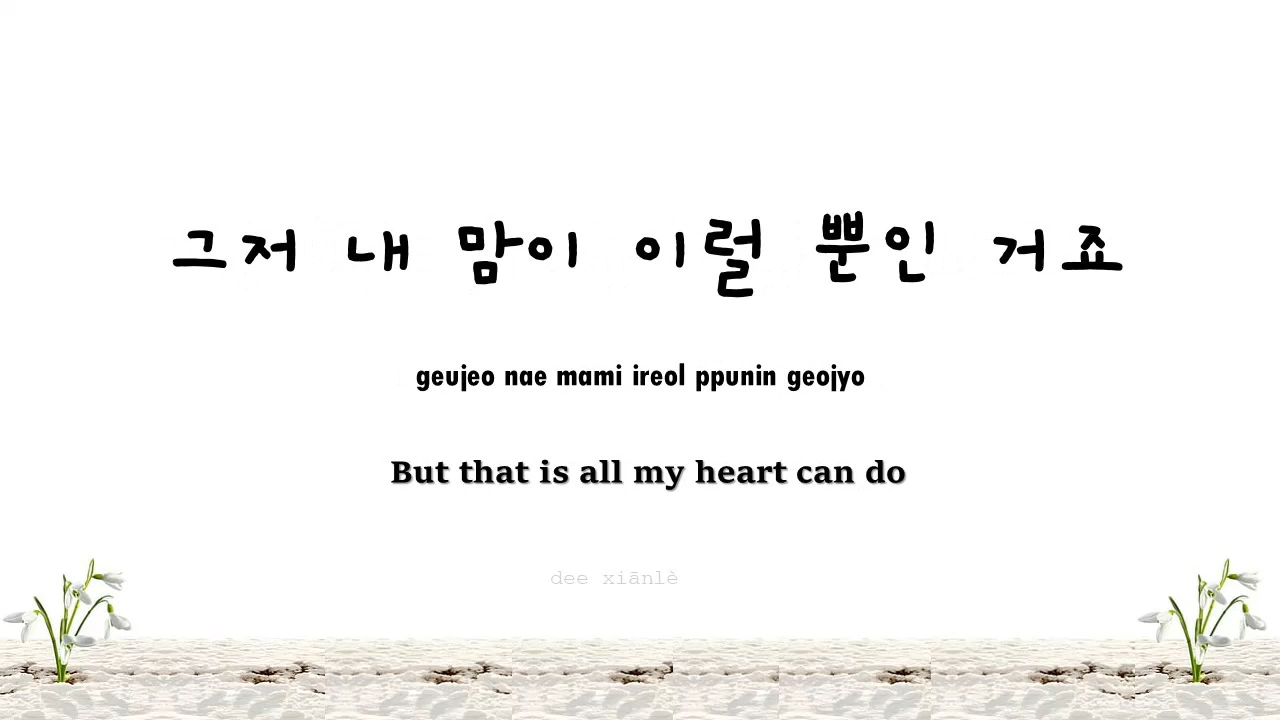 그저 내 맘이 이럴 뿐인 거죠
geujeo nae mami ireol ppunin geojyo
But that is all my heart can do
dee xiānlè